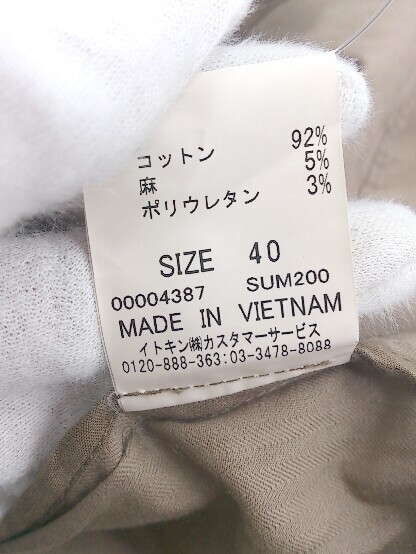 コットン 92%
麻 5%
ポリウレタン 3%
SIZE 40
00004387 SUM200
MADE IN VIETNAM
イトキン㈱カスタマーサービス
0120-888-363:03-3478-8088